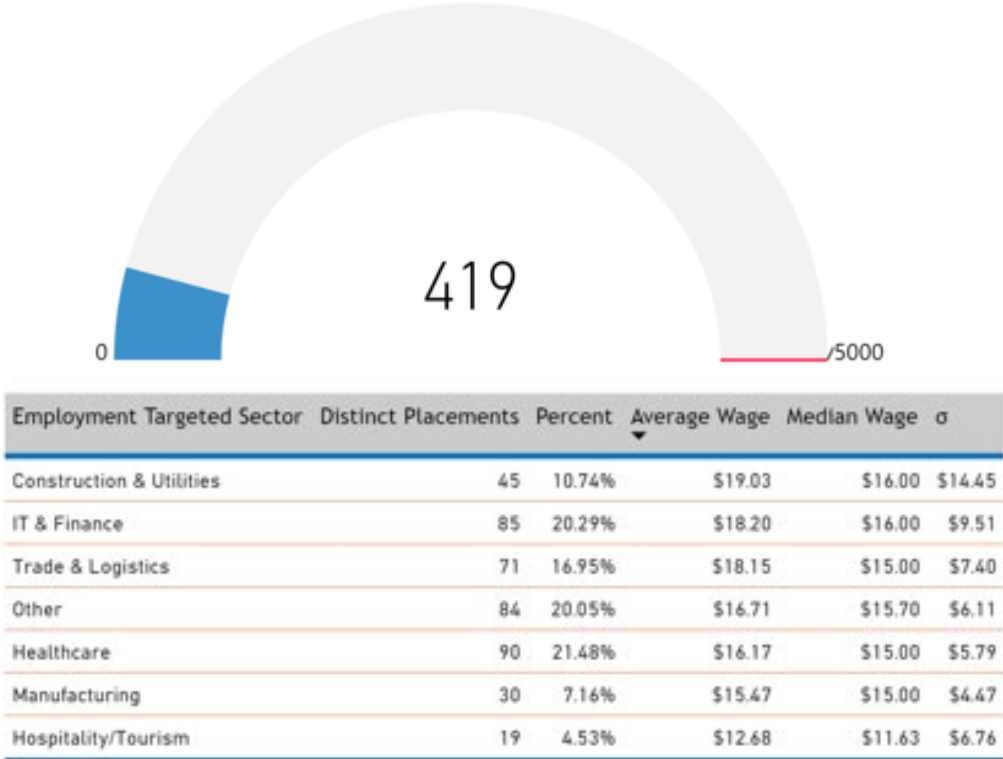 419
0
/5000
Employment Targeted Sector Distinct Placements Percent Average Wage Median Wage σ
Construction & Utilities 45 10.74% $19.03 $16.00 $14.45
IT & Finance 85 20.29% $18.20 $16.00 $9.51
Trade & Logistics 71 16.95% $18.15 $15.00 $7.40
Other 84 20.05% $16.71 $15.70 $6.11
Healthcare 90 21.48% $16.17 $15.00 $5.79
Manufacturing 30 7.16% $15.47 $15.00 $4.47
Hospitality/Tourism 19 4.53% $12.68 $11.63 $6.76